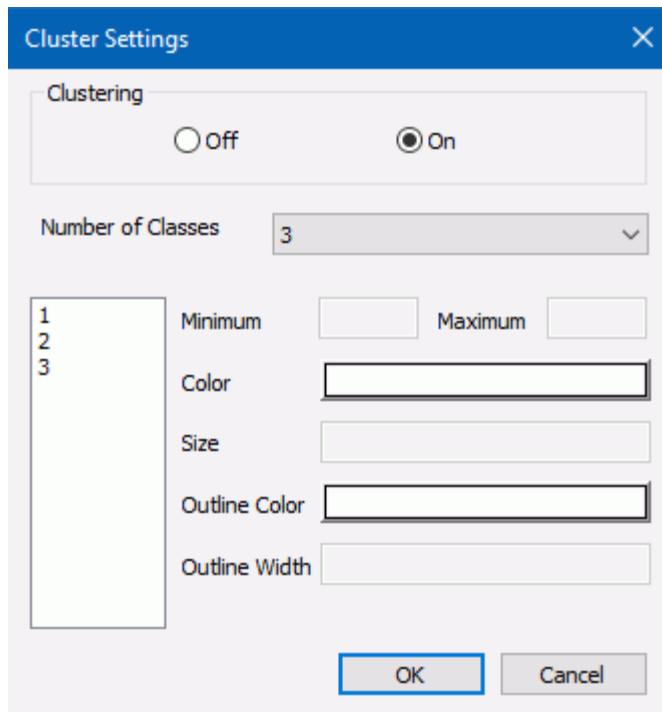 Cluster Settings
Clustering
Off On
Number of Classes 3
1
2
3
Minimum Maximum
Color
Size
Outline Color
Outline Width
OK Cancel